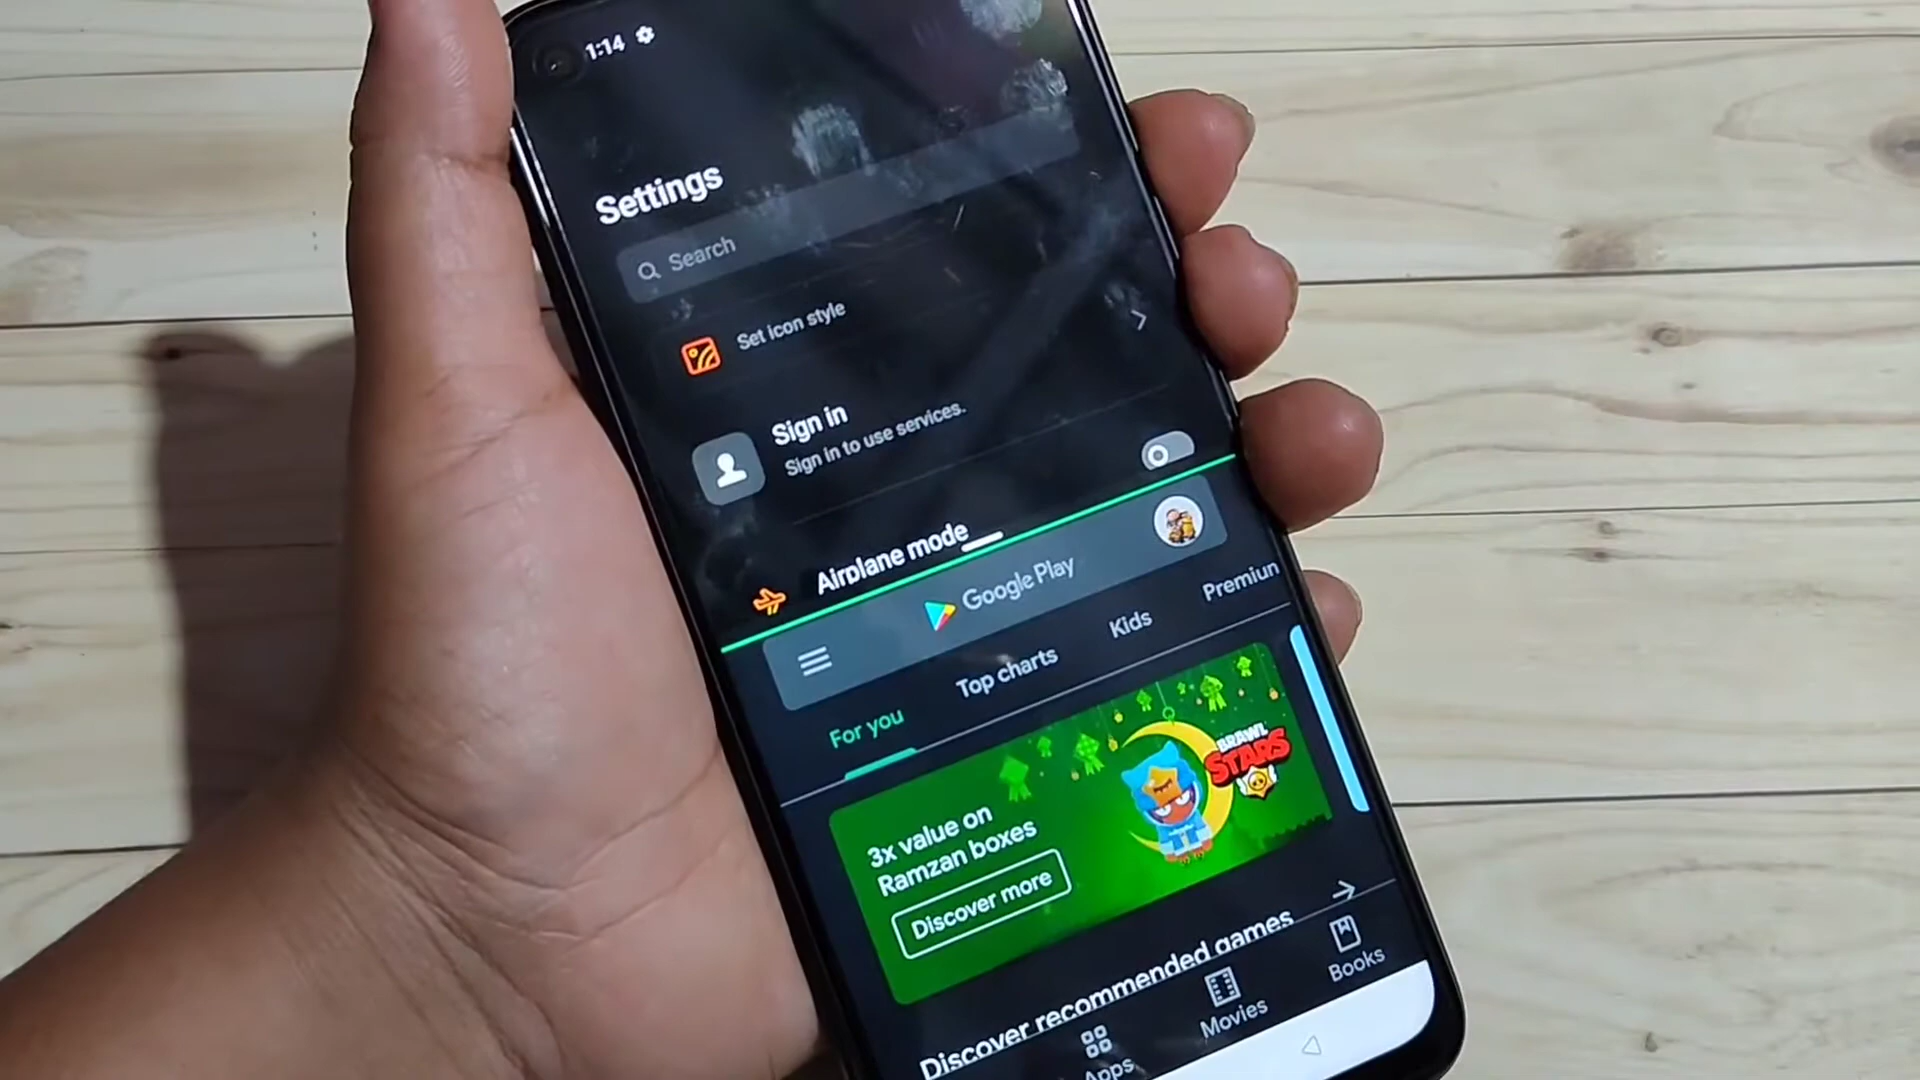 1:14
Settings
Search
Set icon style
Sign in
Sign in to use services.
Airplane mode
Google Play
For you
Top charts
Kids
Premiun
BRAWL
STARS
3x value on
Ramzan boxes
Discover more
Discover recommended games
Apps
Movies
Books